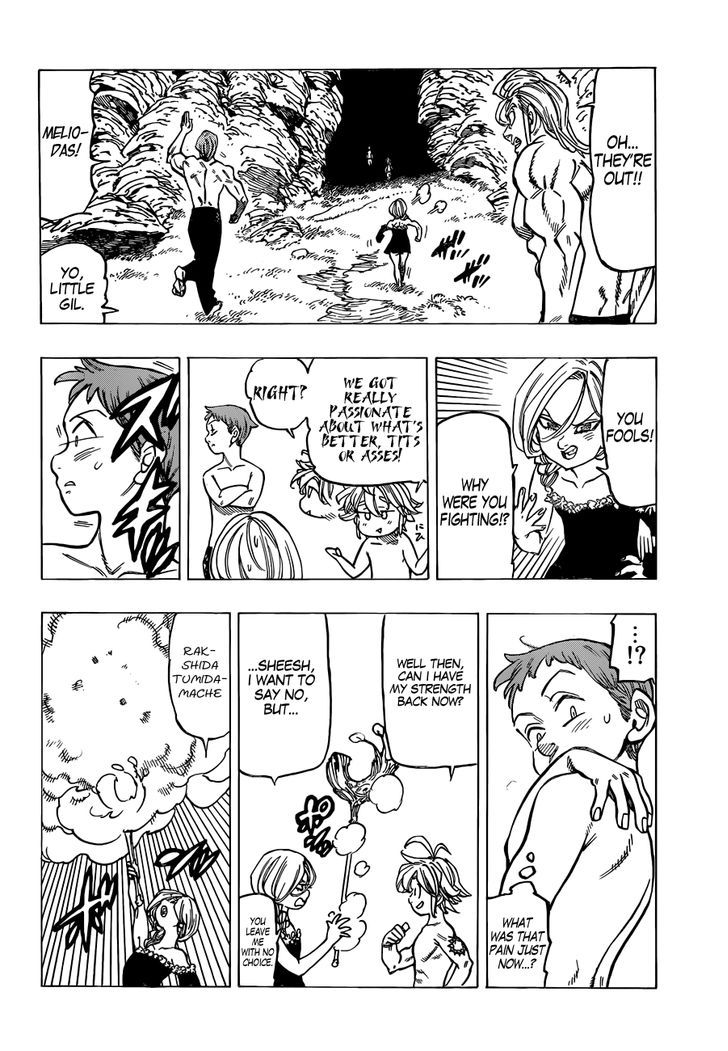 OH...
THEY'RE
OUT!!
MELIO-
DAS!
YO,
LITTLE
GIL.
YOU
FOOLS!
WHY
WERE YOU
FIGHTING!?
WE GOT
REALLY
PASSIONATE
ABOUT WHAT'S
BETTER, TITS
OR ASSES!
RIGHT?
...!?
WHAT
WAS THAT
PAIN JUST
NOW...?
WELL THEN,
CAN I HAVE
MY STRENGTH
BACK NOW?
...SHEESH,
I WANT TO
SAY NO,
BUT...
YOU
LEAVE
ME WITH
NO CHOICE.
RAK-
SHIDA
TUMIDA-
MACHE